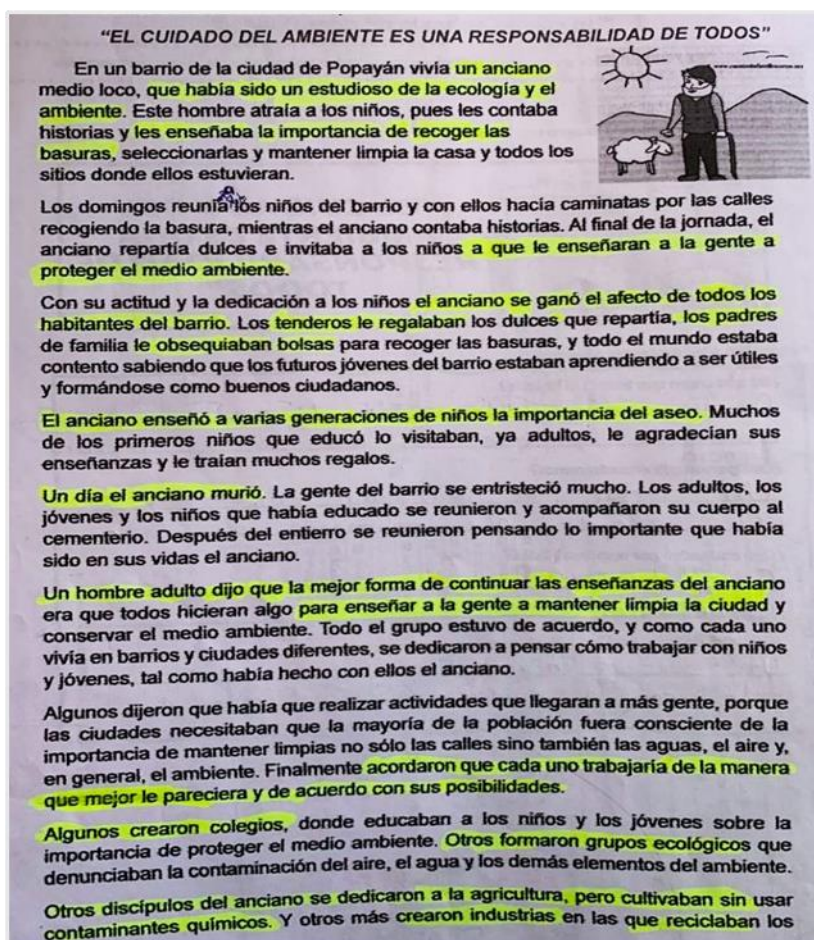 “EL CUIDADO DEL AMBIENTE ES UNA RESPONSABILIDAD DE TODOS”
En un barrio de la ciudad de Popayán vivía un anciano
medio loco, que había sido un estudioso de la ecología y el
ambiente. Este hombre atraía a los niños, pues les contaba
historias y les enseñaba la importancia de recoger las
basuras, seleccionarlas y mantener limpia la casa y todos los
sitios donde ellos estuvieran.
Los domingos reunía los niños del barrio y con ellos hacía caminatas por las calles
recogiendo la basura, mientras el anciano contaba historias. Al final de la jornada, el
anciano repartía dulces e invitaba a los niños a que le enseñaran a la gente a
proteger el medio ambiente.
Con su actitud y la dedicación a los niños el anciano se ganó el afecto de todos los
habitantes del barrio. Los tenderos le regalaban los dulces que repartía, los padres
de familia le obsequiaban bolsas para recoger las basuras, y todo el mundo estaba
contento sabiendo que los futuros jóvenes del barrio estaban aprendiendo a ser útiles
y formándose como buenos ciudadanos.
El anciano enseñó a varias generaciones de niños la importancia del aseo. Muchos
de los primeros niños que educó lo visitaban, ya adultos, le agradecían sus
enseñanzas y le traían muchos regalos.
Un día el anciano murió. La gente del barrio se entristeció mucho. Los adultos, los
jóvenes y los niños que había educado se reunieron y acompañaron su cuerpo al
cementerio. Después del entierro se reunieron pensando lo importante que había
sido en sus vidas el anciano.
Un hombre adulto dijo que la mejor forma de continuar las enseñanzas del anciano
era que todos hicieran algo para enseñar a la gente a mantener limpia la ciudad y
conservar el medio ambiente. Todo el grupo estuvo de acuerdo, y como cada uno
vivía en barrios y ciudades diferentes, se dedicaron a pensar cómo trabajar con niños
y jóvenes, tal como había hecho con ellos el anciano.
Algunos dijeron que había que realizar actividades que llegaran a más gente, porque
las ciudades necesitaban que la mayoría de la población fuera consciente de la
importancia de mantener limpias no sólo las calles sino también las aguas, el aire y,
en general, el ambiente. Finalmente acordaron que cada uno trabajaría de la manera
que mejor le pareciera y de acuerdo con sus posibilidades.
Algunos crearon colegios, donde educaban a los niños y los jóvenes sobre la
importancia de proteger el medio ambiente. Otros formaron grupos ecológicos que
denunciaban la contaminación del aire, el agua y los demás elementos del ambiente.
Otros discípulos del anciano se dedicaron a la agricultura, pero cultivaban sin usar
contaminantes químicos. Y otros más crearon industrias en las que reciclaban los